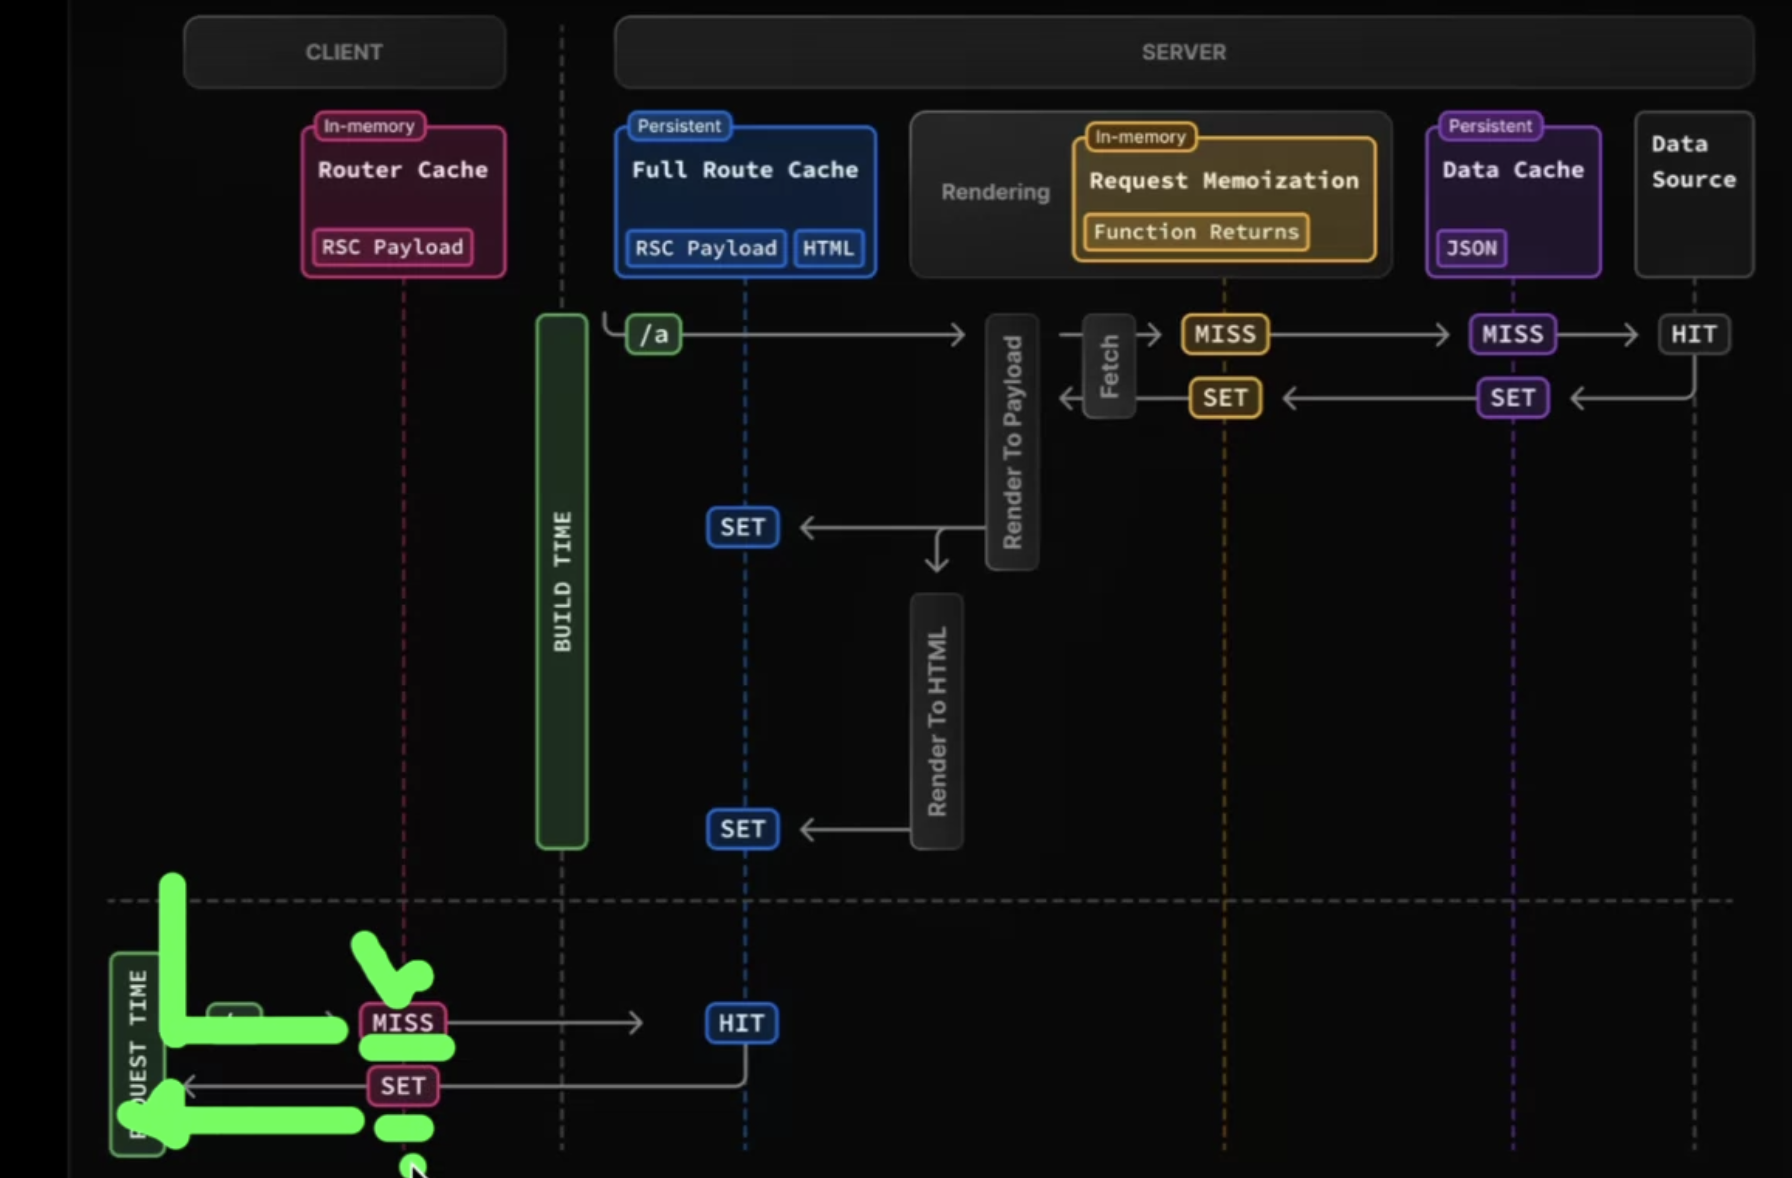 CLIENT
SERVER
In-memory
Router Cache
RSC Payload
Persistent
Full Route Cache
RSC Payload
HTML
Rendering
In-memory
Request Memoization
Function Returns
Persistent
Data Cache
JSON
Data
Source
BUILD TIME
/a
Render To Payload
Fetch
MISS
MISS
HIT
SET
SET
SET
Render To HTML
SET
TIME
MISS
HIT
SET